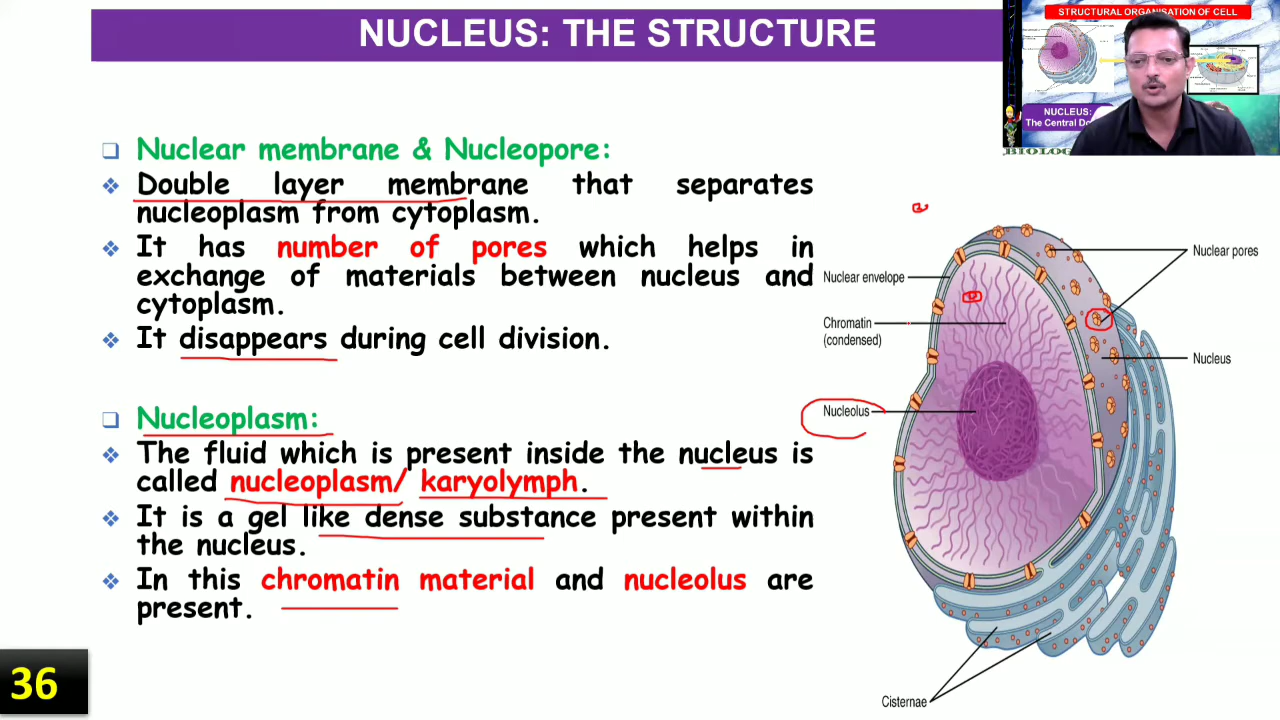 NUCLEUS: THE STRUCTURE
STRUCTURAL ORGANISATION OF CELL
NUCLEUS:
The Central
BIOLOG
❑ Nuclear membrane & Nucleopore:
❖ Double layer membrane that separates
nucleoplasm from cytoplasm.
❖ It has number of pores which helps in
exchange of materials between nucleus and
cytoplasm.
❖ It disappears during cell division.
❑ Nucleoplasm:
❖ The fluid which is present inside the nucleus is
called nucleoplasm/ karyolymph.
❖ It is a gel like dense substance present within
the nucleus.
❖ In this chromatin material and nucleolus are
present.
Nuclear pores
Nuclear envelope
Chromatin
(condensed)
Nucleus
Nucleolus
Cisternae
36